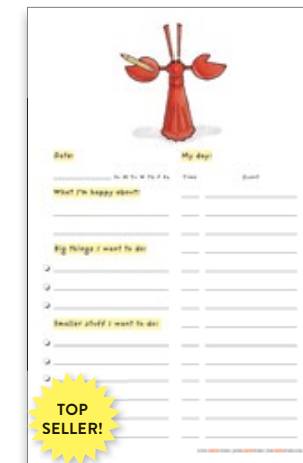 Date:
My day:
Su M Tu W Th F Sa
Time
Event
What I'm happy about:
Big things I want to do:
Smaller stuff I want to do:
TOP
SELLER!